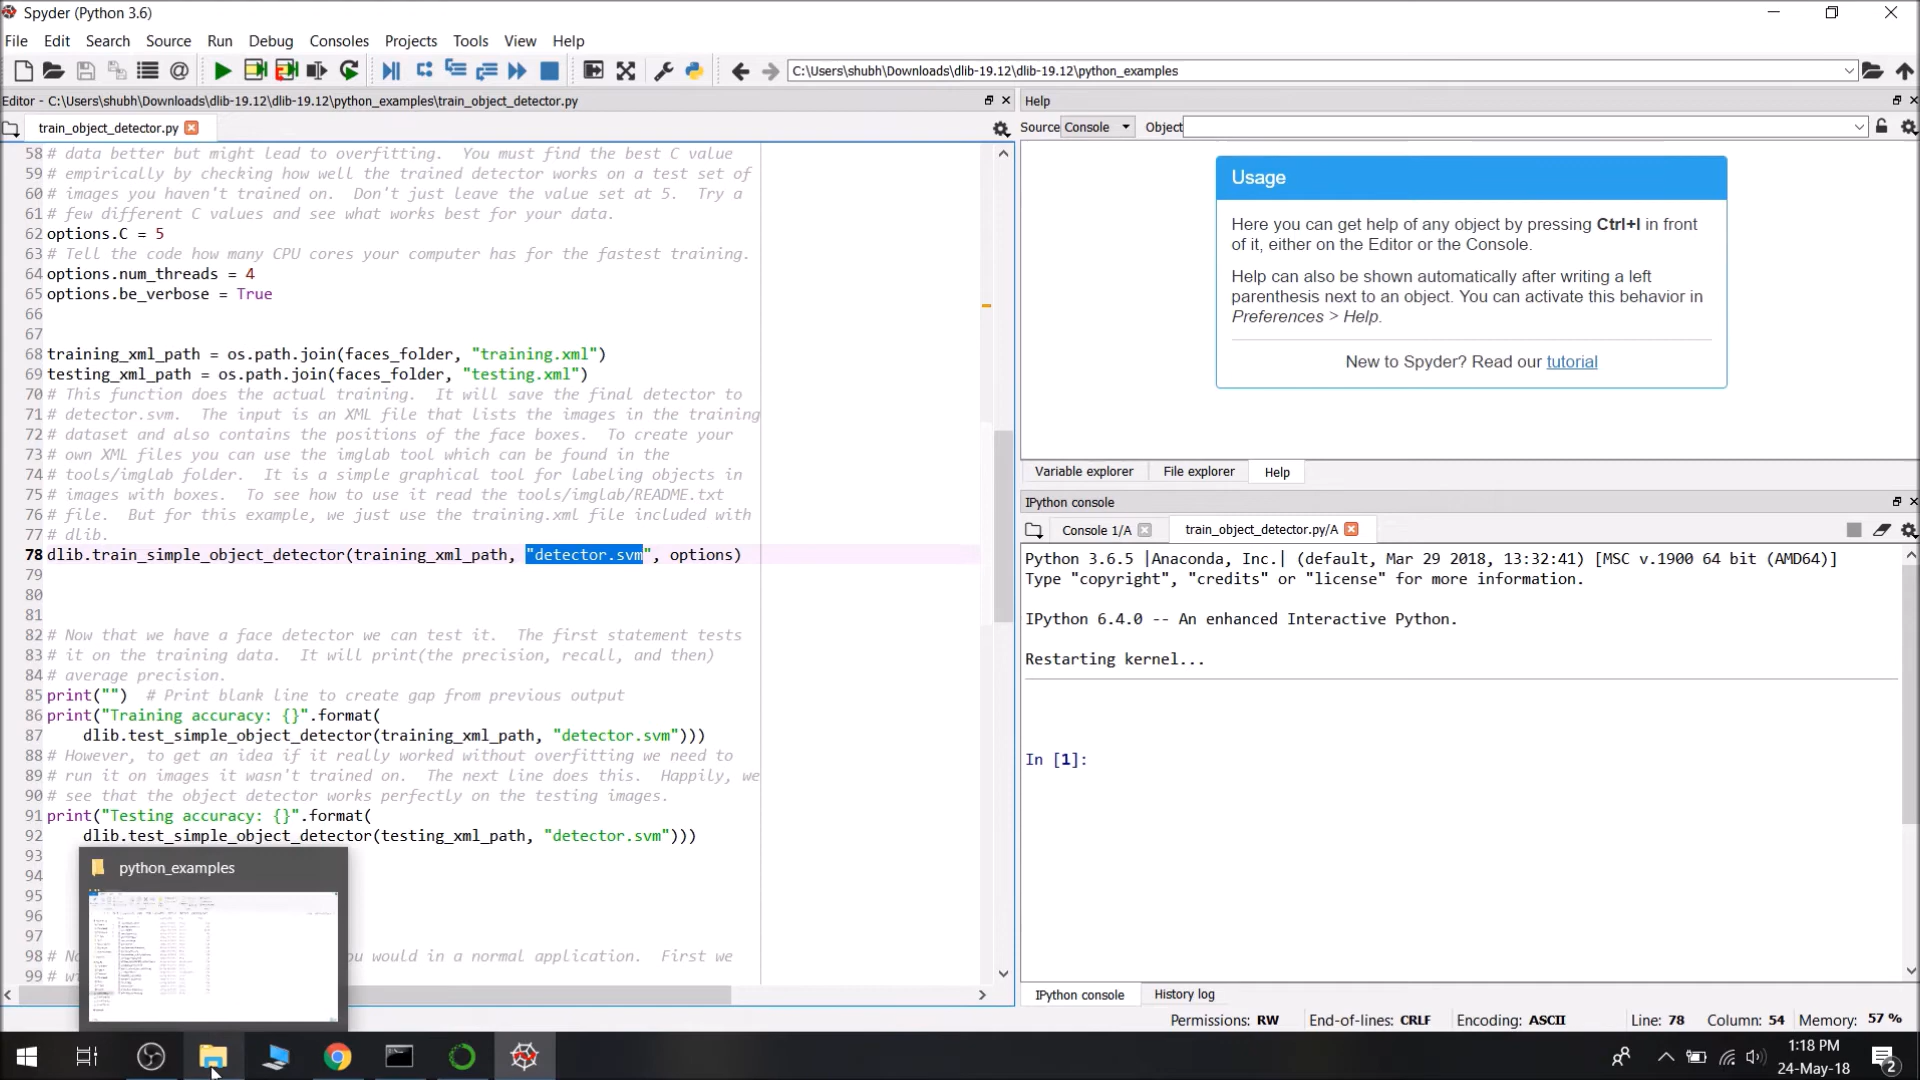 Spyder (Python 3.6)
File Edit Search Source Run Debug Consoles Projects Tools View Help
C:\Users\shubh\Downloads\dlib-19.12\dlib-19.12\python_examples
Editor - C:\Users\shubh\Downloads\dlib-19.12\dlib-19.12\python_examples\train_object_detector.py
train_object_detector.py
58 # data better but might lead to overfitting.  You must find the best C value
59 # empirically by checking how well the trained detector works on a test set of
60 # images you haven't trained on.  Don't just leave the value set at 5.  Try a
61 # few different C values and see what works best for your data.
62 options.C = 5
63 # Tell the code how many CPU cores your computer has for the fastest training.
64 options.num_threads = 4
65 options.be_verbose = True
66
67
68 training_xml_path = os.path.join(faces_folder, "training.xml")
69 testing_xml_path = os.path.join(faces_folder, "testing.xml")
70 # This function does the actual training.  It will save the final detector to
71 # detector.svm.  The input is an XML file that lists the images in the training
72 # dataset and also contains the positions of the face boxes.  To create your
73 # own XML files you can use the imglab tool which can be found in the
74 # tools/imglab folder.  It is a simple graphical tool for labeling objects in
75 # images with boxes.  To see how to use it read the tools/imglab/README.txt
76 # file.  But for this example, we just use the training.xml file included with
77 # dlib.
78 dlib.train_simple_object_detector(training_xml_path, "detector.svm", options)
79
80
81
82 # Now that we have a face detector we can test it.  The first statement tests
83 # it on the training data.  It will print(the precision, recall, and then)
84 # average precision.
85 print("")  # Print blank line to create gap from previous output
86 print("Training accuracy: {}".format(
87     dlib.test_simple_object_detector(training_xml_path, "detector.svm")))
88 # However, to get an idea if it really worked without overfitting we need to
89 # run it on images it wasn't trained on.  The next line does this.  Happily, we
90 # see that the object detector works perfectly on the testing images.
91 print("Testing accuracy: {}".format(
92     dlib.test_simple_object_detector(testing_xml_path, "detector.svm")))
93
94
95
96
97
98 # No you would in a normal application.  First we
99 # w
python_examples
Help
Source Console Object
Usage
Here you can get help of any object by pressing Ctrl+I in front
of it, either on the Editor or the Console.
Help can also be shown automatically after writing a left
parenthesis next to an object. You can activate this behavior in
Preferences > Help.
New to Spyder? Read our tutorial
Variable explorer File explorer Help
IPython console
Console 1/A train_object_detector.py/A
Python 3.6.5 |Anaconda, Inc.| (default, Mar 29 2018, 13:32:41) [MSC v.1900 64 bit (AMD64)]
Type "copyright", "credits" or "license" for more information.
IPython 6.4.0 -- An enhanced Interactive Python.
Restarting kernel...
In [1]:
IPython console History log
Permissions: RW End-of-lines: CRLF Encoding: ASCII Line: 78 Column: 54 Memory: 57 %
1:18 PM
24-May-18
2